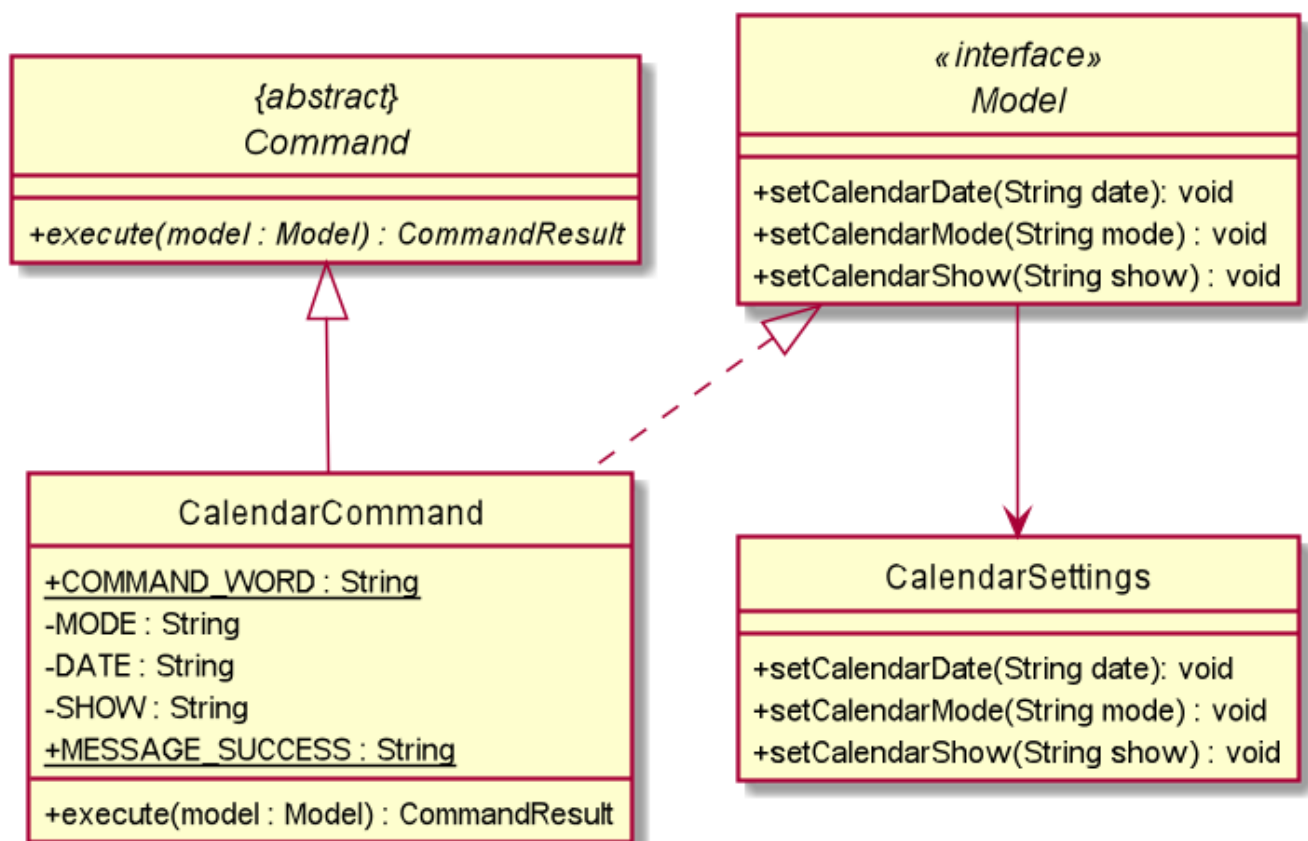 {abstract}
Command
+execute(model : Model) : CommandResult
«interface»
Model
+setCalendarDate(String date): void
+setCalendarMode(String mode) : void
+setCalendarShow(String show) : void
CalendarCommand
+COMMAND_WORD : String
-MODE : String
-DATE : String
-SHOW : String
+MESSAGE_SUCCESS : String
+execute(model : Model) : CommandResult
CalendarSettings
+setCalendarDate(String date): void
+setCalendarMode(String mode) : void
+setCalendarShow(String show) : void